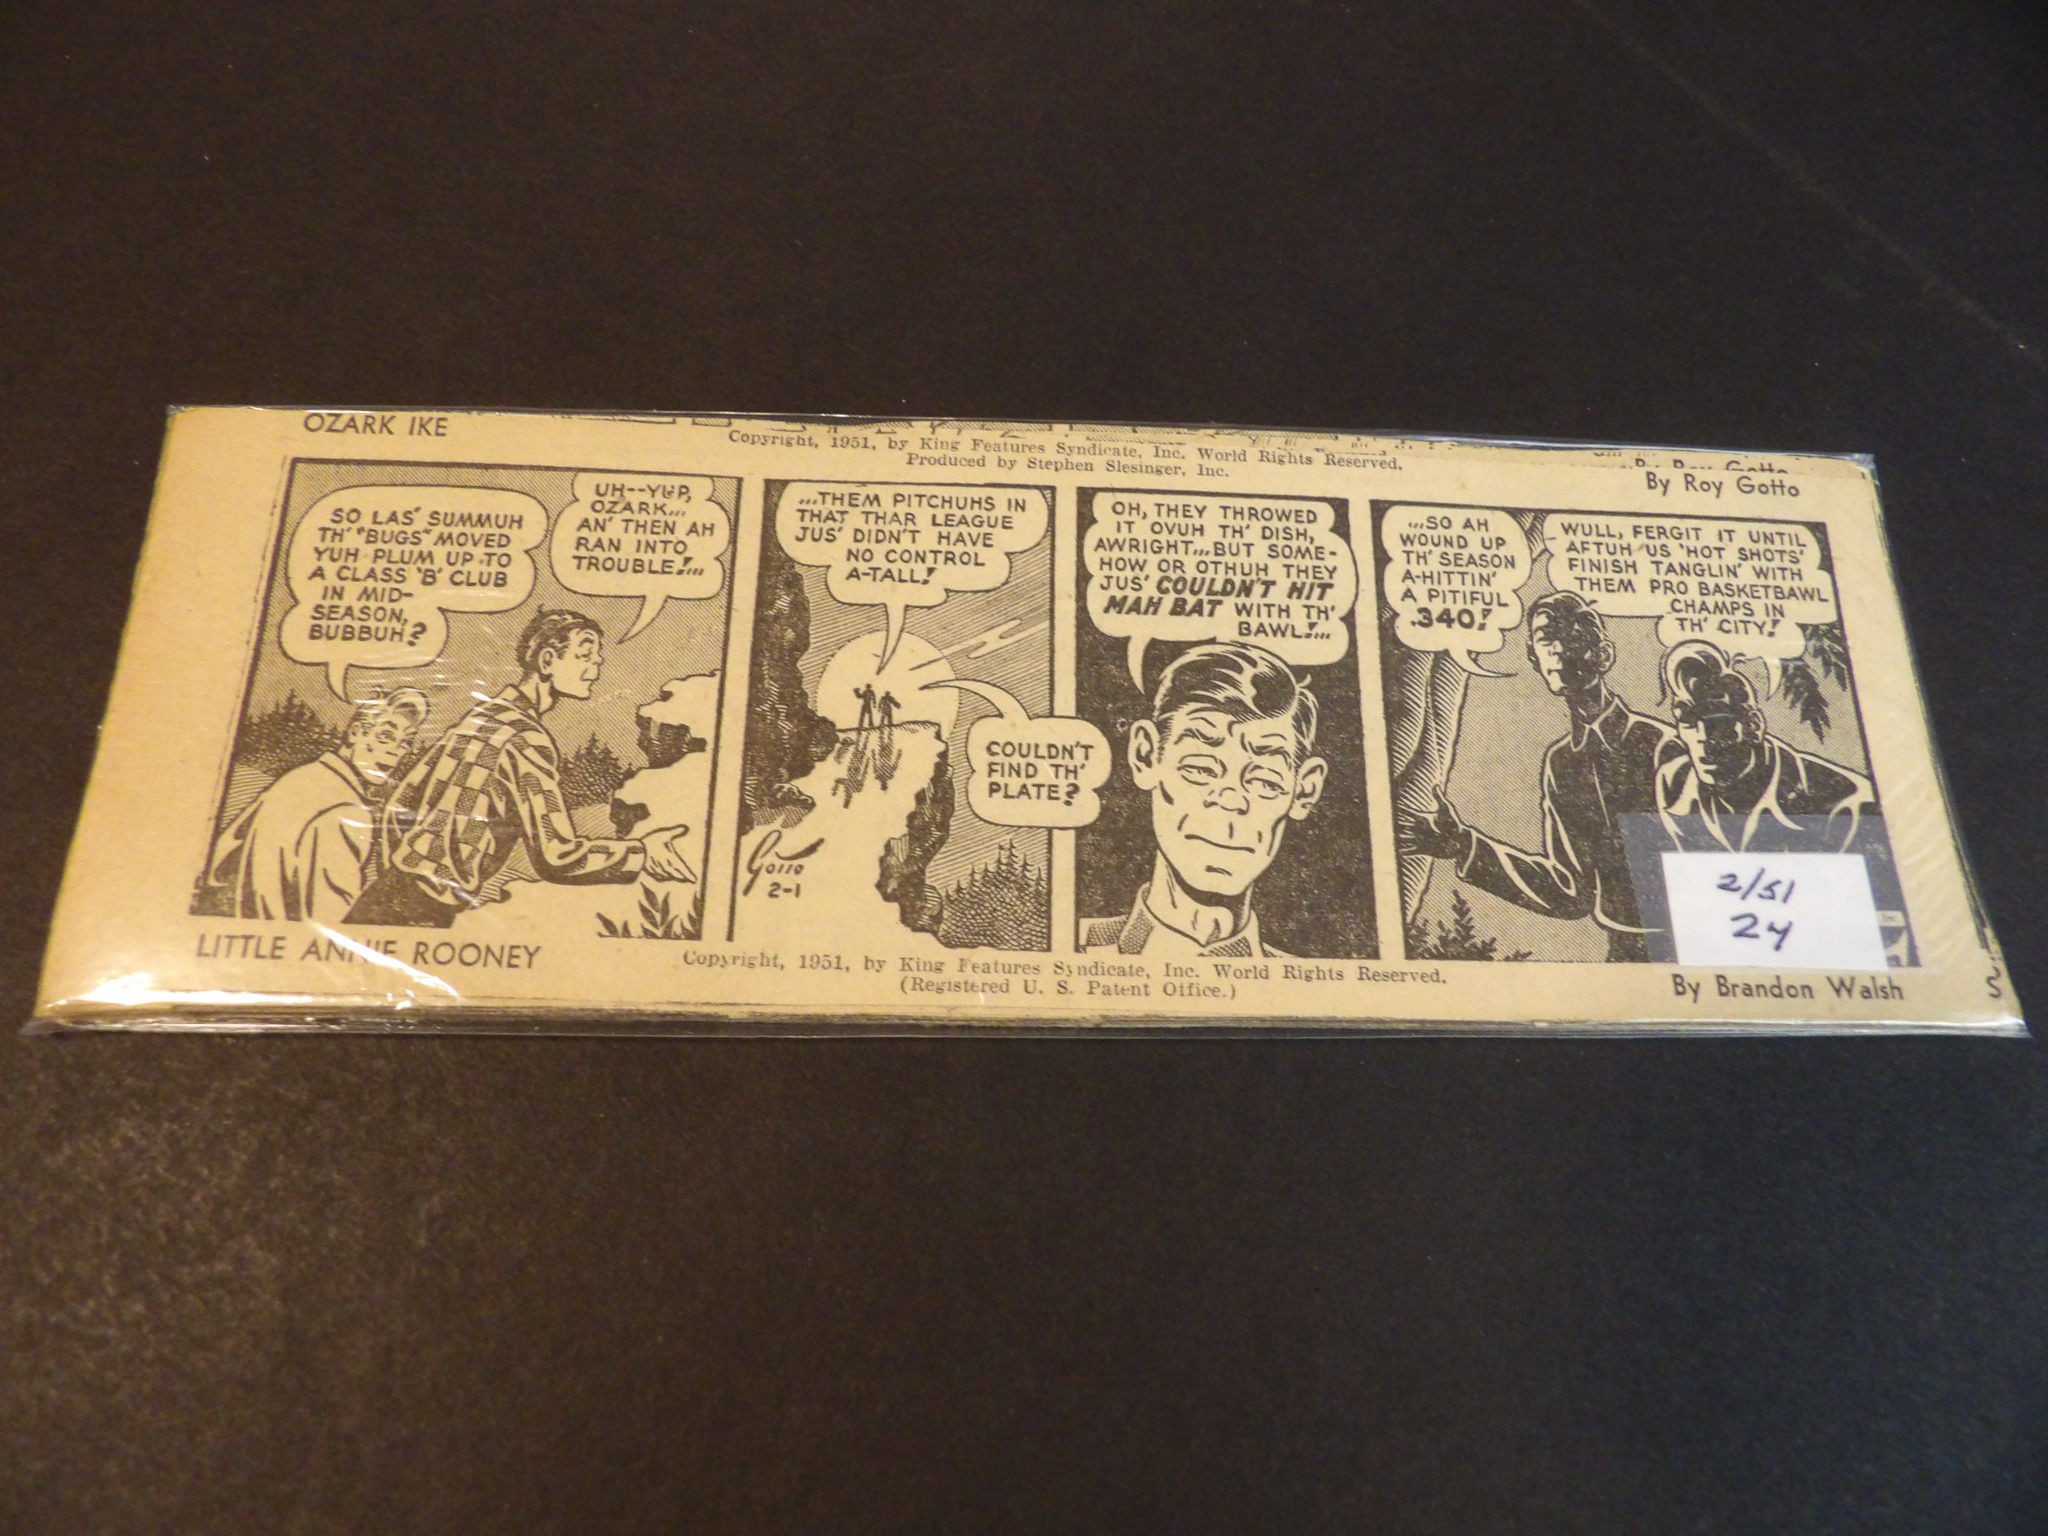 OZARK IKE
Copyright, 1951, by King Features Syndicate, Inc. World Rights Reserved.
Produced by Stephen Slesinger, Inc.
By Roy Gotto
By Roy Gotto
SO LAS' SUMMUH
TH' "BUGS" MOVED
YUH PLUM UP TO
A CLASS 'B' CLUB
IN MID-
SEASON,
BUBBUH?
UH--YUP,
OZARK...
AN' THEN AH
RAN INTO
TROUBLE!...
...THEM PITCHUHS IN
THAT THAR LEAGUE
JUS' DIDN'T HAVE
NO CONTROL
A-TALL!
COULDN'T
FIND TH'
PLATE?
Gotto
2-1
OH, THEY THROWED
IT OVUH TH' DISH,
AWRIGHT...BUT SOME-
HOW OR OTHUH THEY
JUS' COULDN'T HIT
MAH BAT WITH TH'
BAWL!...
...SO AH
WOUND UP
TH' SEASON
A-HITTIN'
A PITIFUL
.340!
WULL, FERGIT IT UNTIL
AFTUH US 'HOT SHOTS'
FINISH TANGLIN' WITH
THEM PRO BASKETBAWL
CHAMPS IN
TH' CITY!
2/51
24
Inc.
LITTLE ANNIE ROONEY
Copyright, 1951, by King Features Syndicate, Inc. World Rights Reserved.
(Registered U. S. Patent Office.)
By Brandon Walsh
S